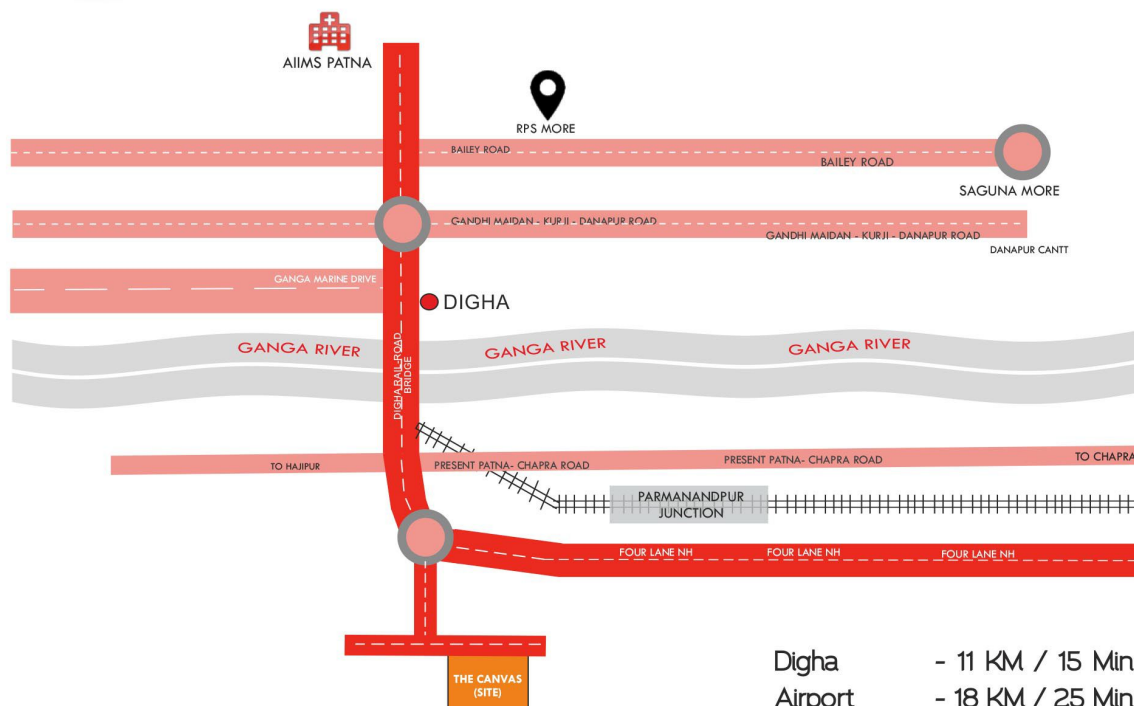 AIIMS PATNA
RPS MORE
BAILEY ROAD
BAILEY ROAD
SAGUNA MORE
GANDHI MAIDAN - KURJI - DANAPUR ROAD
GANDHI MAIDAN - KURJI - DANAPUR ROAD
DANAPUR CANTT
GANGA MARINE DRIVE
DIGHA
GANGA RIVER
GANGA RIVER
GANGA RIVER
DIGHA RAIL-ROAD
BRIDGE
TO HAJIPUR
PRESENT PATNA- CHAPRA ROAD
PRESENT PATNA- CHAPRA ROAD
TO CHAPRA
PARMANANDPUR
JUNCTION
FOUR LANE NH
FOUR LANE NH
FOUR LANE NH
THE CANVAS
(SITE)
Digha - 11 KM / 15 Min
Airport - 18 KM / 25 Min